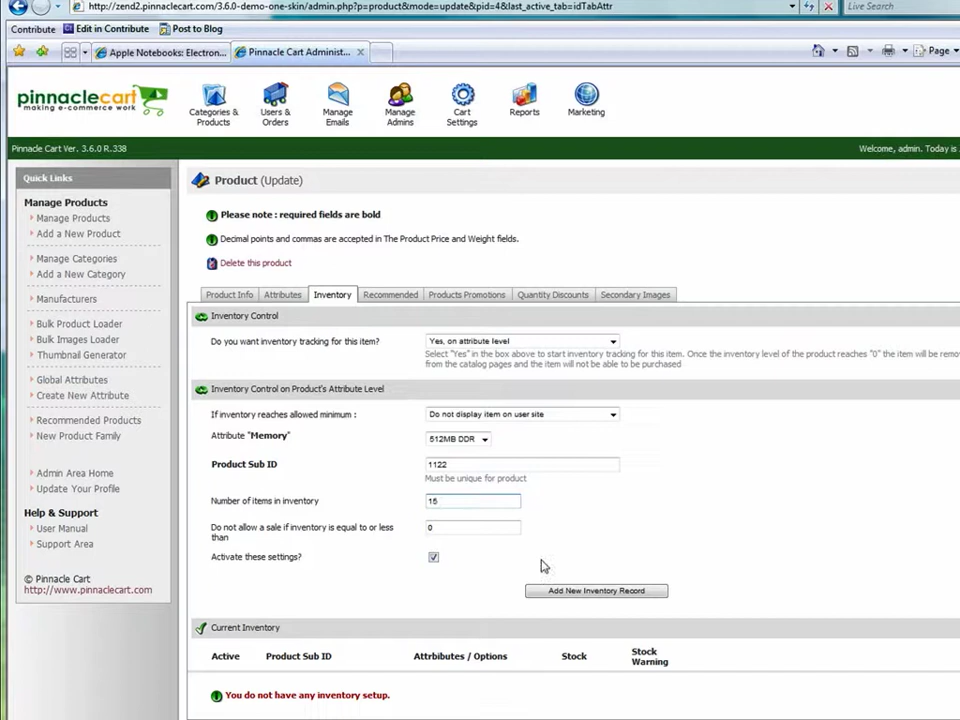 http://zend2.pinnaclecart.com/3.6.0-demo-one-skin/admin.php?p=product&mode=update&pid=4&last_active_tab=idTabAttr
Live Search
Contribute Edit in Contribute Post to Blog
Apple Notebooks: Electron... Pinnacle Cart Administ... Page
pinnaclecart
making e-commerce work
Categories & Products
Users & Orders
Manage Emails
Manage Admins
Cart Settings
Reports
Marketing
Pinnacle Cart Ver. 3.6.0 R.338
Welcome, admin. Today is
Quick Links
Manage Products
Manage Products
Add a New Product
Manage Categories
Add a New Category
Manufacturers
Bulk Product Loader
Bulk Images Loader
Thumbnail Generator
Global Attributes
Create New Attribute
Recommended Products
New Product Family
Admin Area Home
Update Your Profile
Help & Support
User Manual
Support Area
© Pinnacle Cart
http://www.pinnaclecart.com
Product (Update)
Please note : required fields are bold
Decimal points and commas are accepted in The Product Price and Weight fields.
Delete this product
Product Info Attributes Inventory Recommended Products Promotions Quantity Discounts Secondary Images
Inventory Control
Do you want inventory tracking for this item? Yes, on attribute level
Select "Yes" in the box above to start inventory tracking for this item. Once the inventory level of the product reaches "0" the item will be remo
from the catalog pages and the item will not be able to be purchased
Inventory Control on Product's Attribute Level
If inventory reaches allowed minimum : Do not display item on user site
Attribute "Memory" 512MB DDR
Product Sub ID 1122
Must be unique for product
Number of items in inventory 15
Do not allow a sale if inventory is equal to or less
than
0
Activate these settings?
Add New Inventory Record
Current Inventory
Active Product Sub ID Attrbibutes / Options Stock Stock Warning
You do not have any inventory setup.